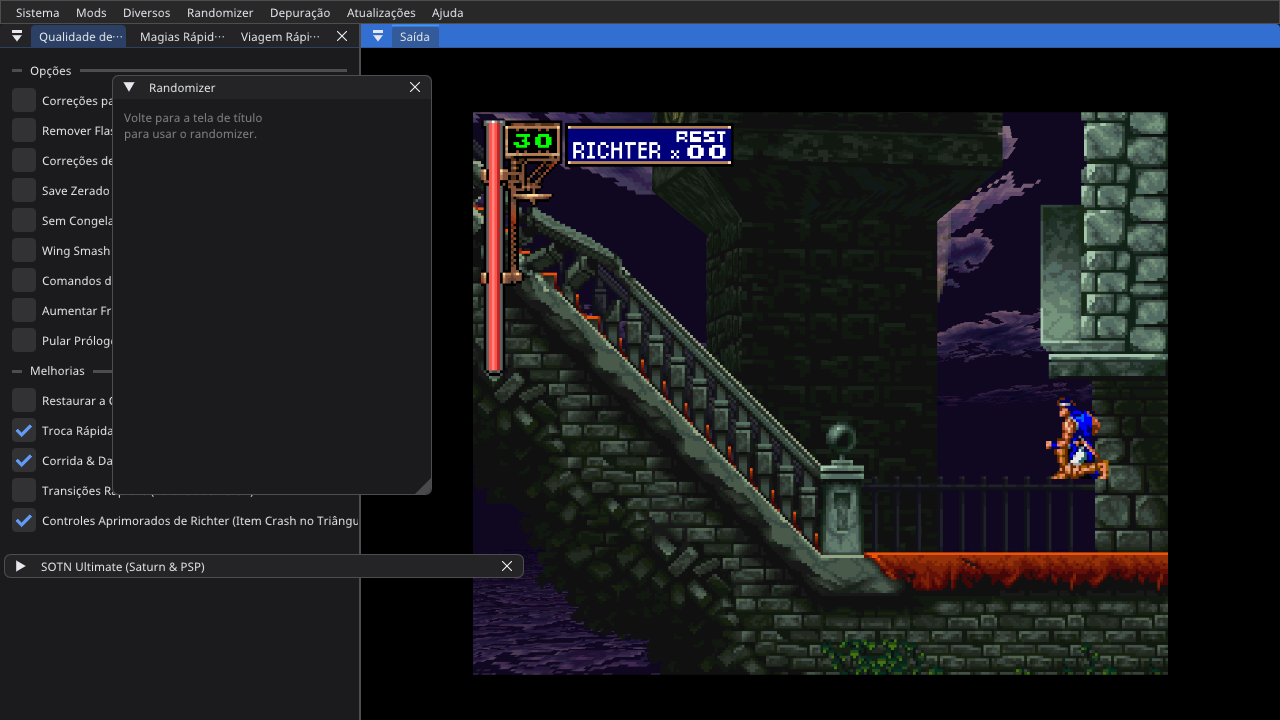 Sistema Mods Diversos Randomizer Depuração Atualizações Ajuda
Qualidade de··· Magias Rápid··· Viagem Rápi···
Saída
Opções
Correções pa
Remover Flas
Correções de
Save Zerado
Sem Congela
Wing Smash
Comandos d
Aumentar Fr
Pular Prólog
Melhorias
Restaurar a
Troca Rápida
Corrida & Da
Transições
Controles Aprimorados de Richter (Item Crash no Triângu
Randomizer
Volte para a tela de título
para usar o randomizer.
SOTN Ultimate (Saturn & PSP)
30
REST
RICHTER x 00